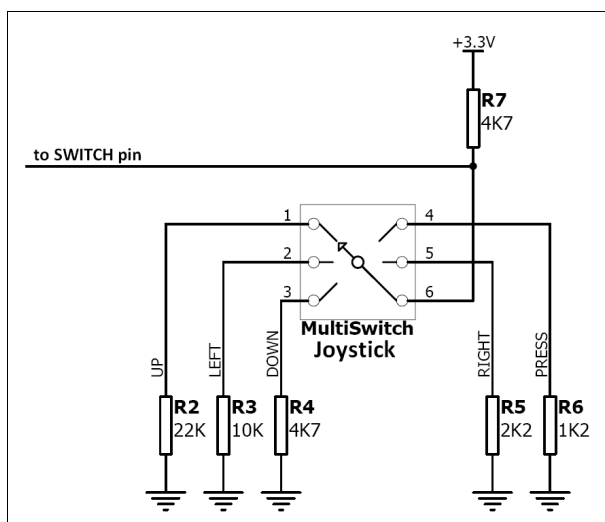 +3.3V
R7
4K7
to SWITCH pin
1
4
2
5
3
6
MultiSwitch
Joystick
UP
LEFT
DOWN
RIGHT
PRESS
R2
22K
R3
10K
R4
4K7
R5
2K2
R6
1K2